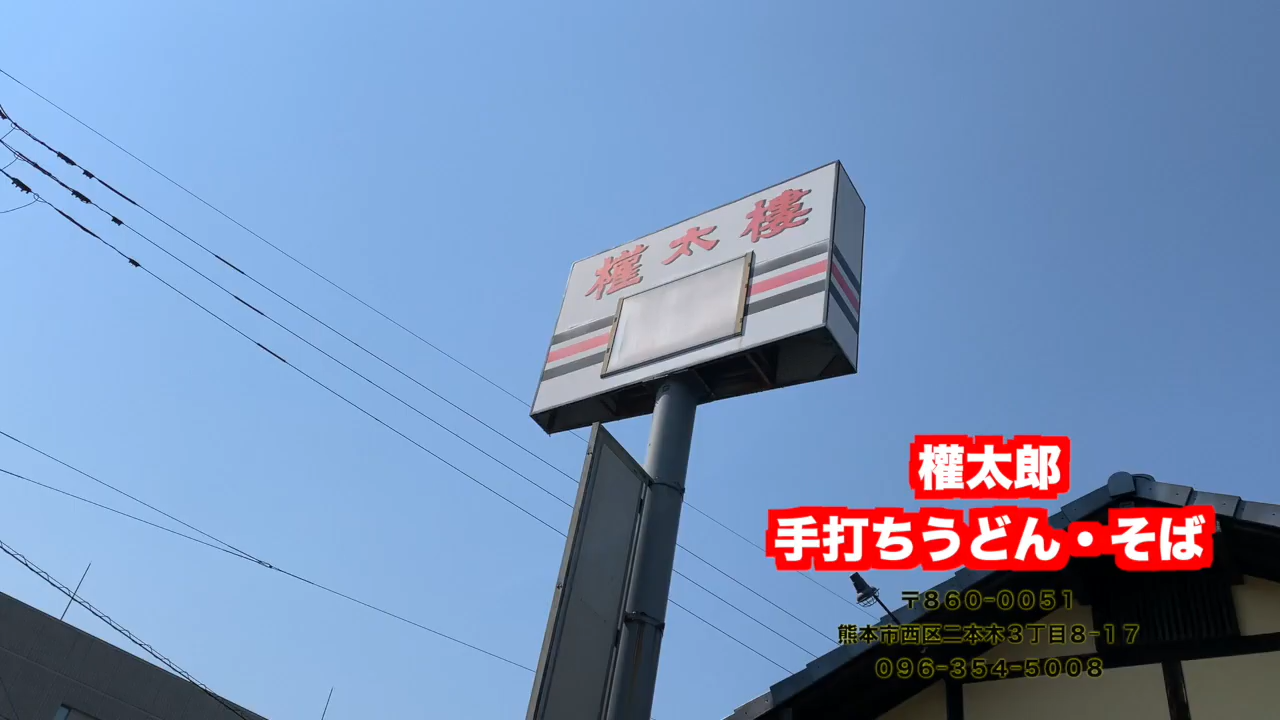 權太樓
權太郎
手打ちうどん・そば
〒860-0051
熊本市西区二本木3丁目8-17
096-354-5008